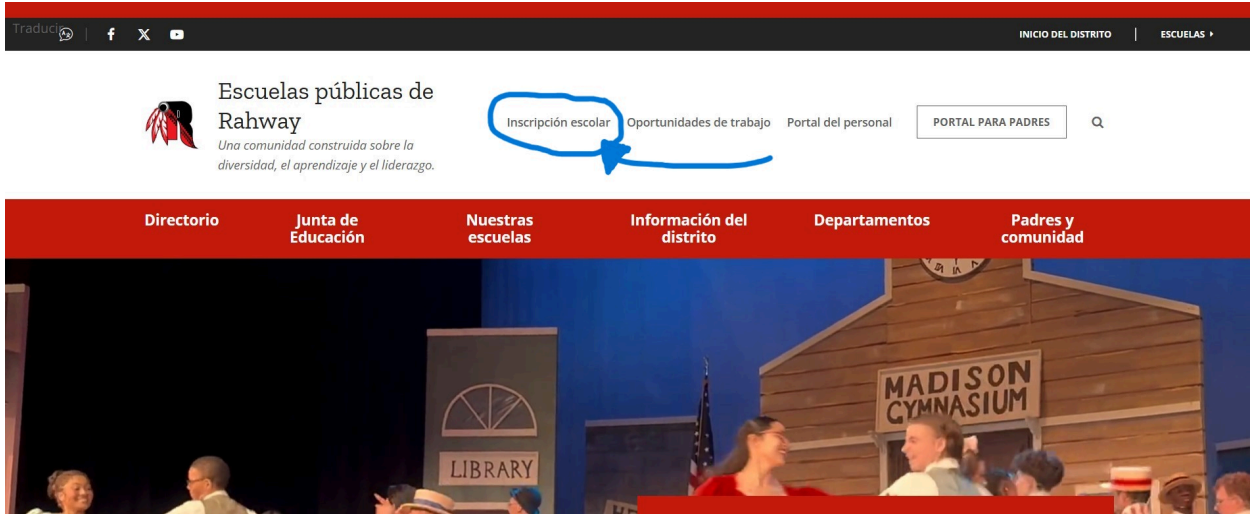 Traducir
INICIO DEL DISTRITO | ESCUELAS
Escuelas públicas de
Rahway
Una comunidad construida sobre la
diversidad, el aprendizaje y el liderazgo.
Inscripción escolar Oportunidades de trabajo Portal del personal PORTAL PARA PADRES
Directorio
Junta de
Educación
Nuestras
escuelas
Información del
distrito
Departamentos
Padres y
comunidad
MADISON
GYMNASIUM
LIBRARY